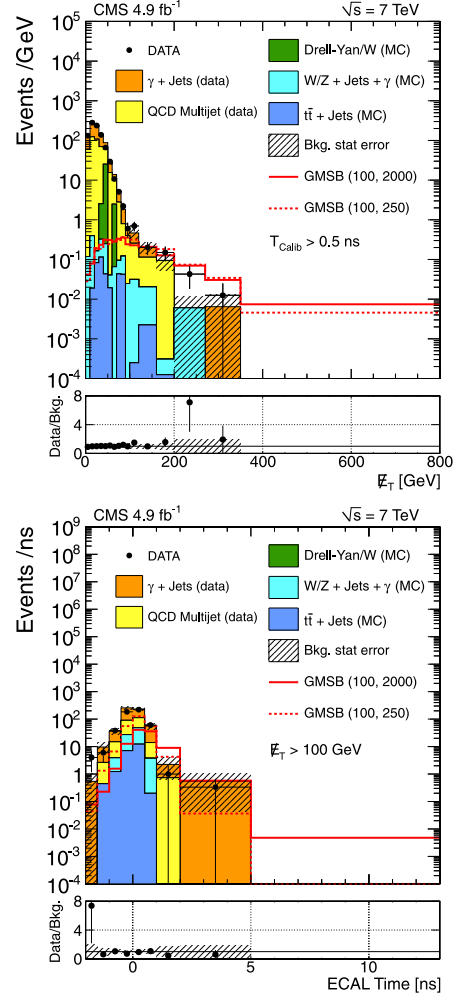 CMS 4.9 fb⁻¹ √s = 7 TeV
Events /GeV
10⁵
10⁴
10³
10²
10
1
10⁻¹
10⁻²
10⁻³
10⁻⁴
DATA
γ + Jets (data)
QCD Multijet (data)
Drell-Yan/W (MC)
W/Z + Jets + γ (MC)
tt̄ + Jets (MC)
Bkg. stat error
GMSB (100, 2000)
GMSB (100, 250)
T_Calib > 0.5 ns
Data/Bkg.
8
4
0
0 200 400 600 800
E̸_T [GeV]
CMS 4.9 fb⁻¹ √s = 7 TeV
Events /ns
10⁹
10⁸
10⁷
10⁶
10⁵
10⁴
10³
10²
10
1
10⁻¹
10⁻²
10⁻³
10⁻⁴
DATA
γ + Jets (data)
QCD Multijet (data)
Drell-Yan/W (MC)
W/Z + Jets + γ (MC)
tt̄ + Jets (MC)
Bkg. stat error
GMSB (100, 2000)
GMSB (100, 250)
E̸_T > 100 GeV
Data/Bkg.
8
4
0
0 5 10
ECAL Time [ns]